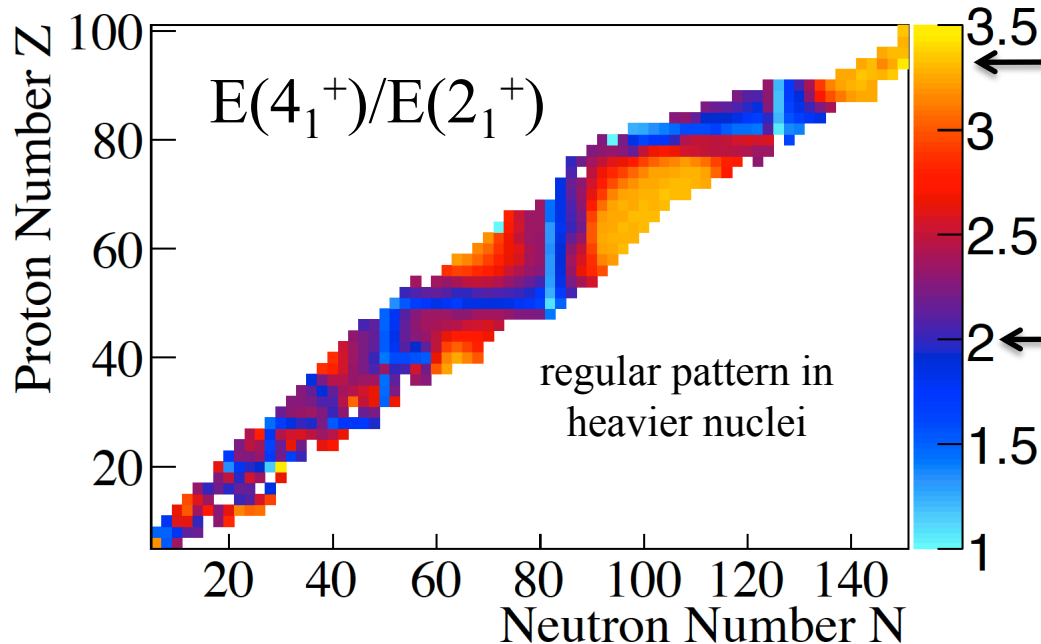 Proton Number Z
100
80
60
40
20
E(4₁⁺)/E(2₁⁺)
regular pattern in
heavier nuclei
20 40 60 80 100 120 140
Neutron Number N
3.5
3
2.5
2
1.5
1